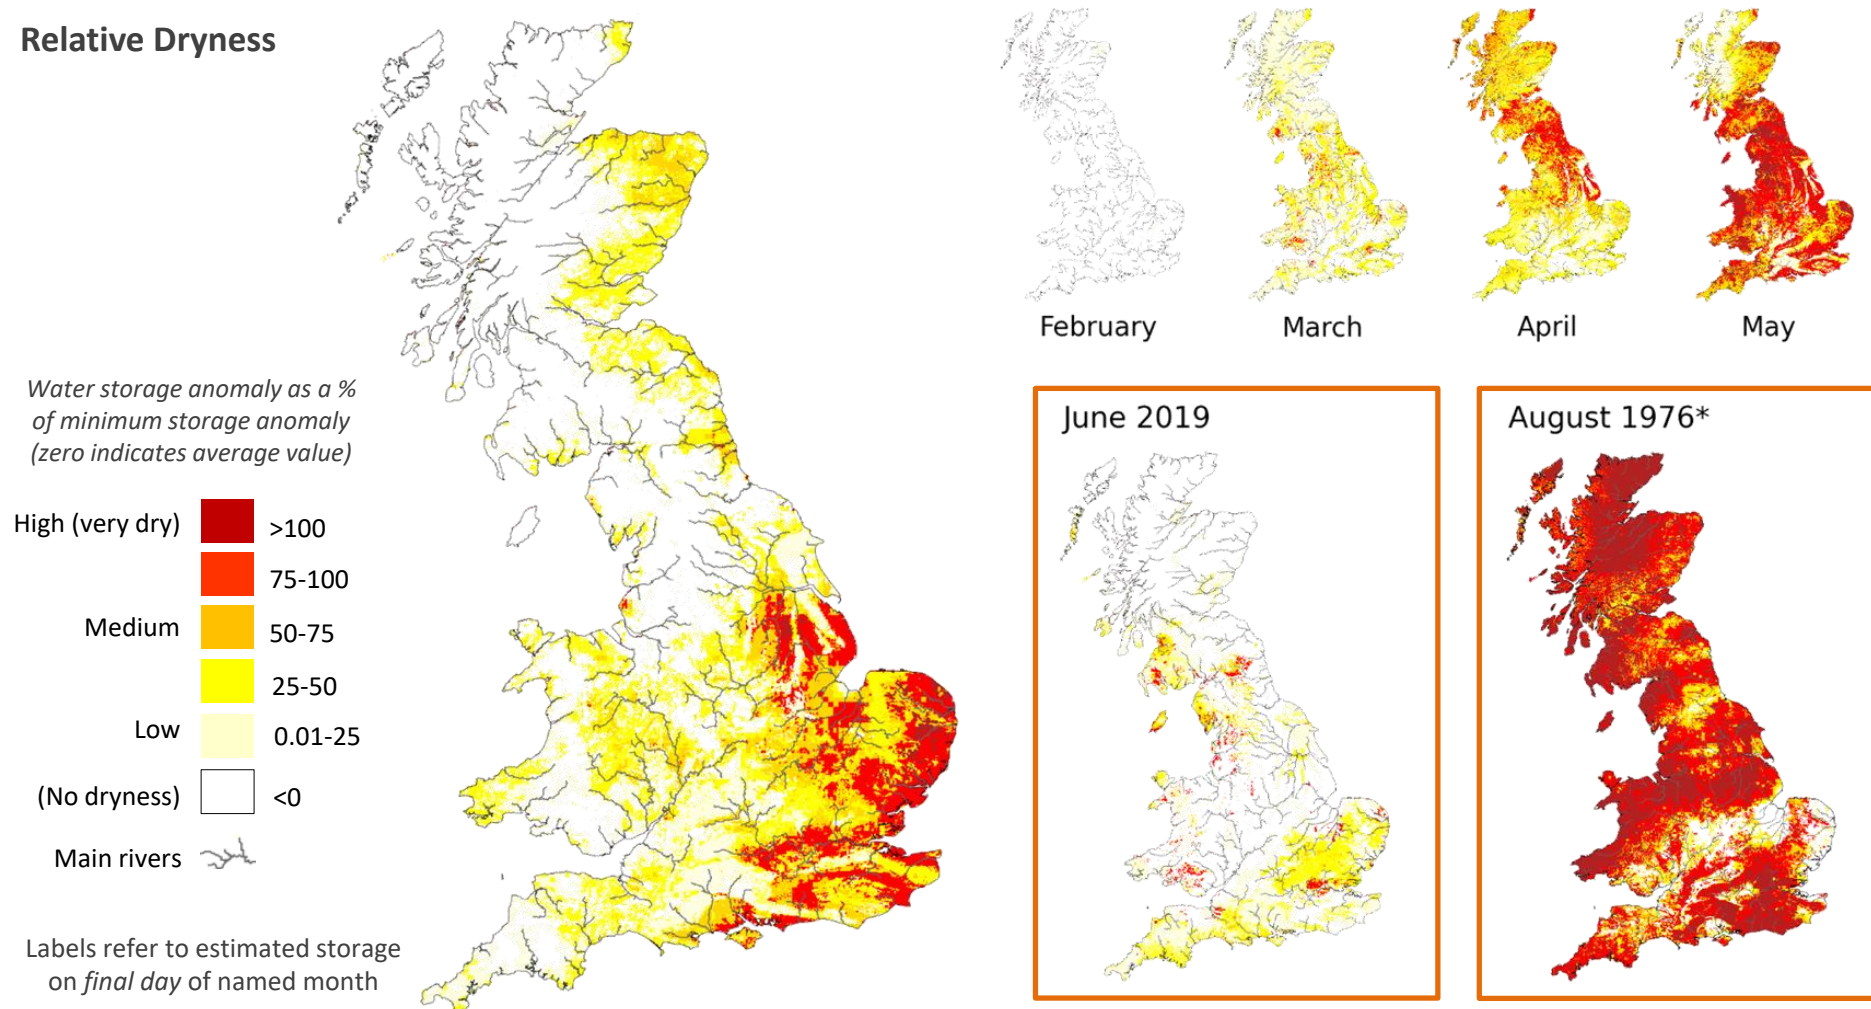 Relative Dryness
Water storage anomaly as a %
of minimum storage anomaly
(zero indicates average value)
High (very dry)
>100
75-100
Medium
50-75
25-50
Low
0.01-25
(No dryness)
<0
Main rivers
Labels refer to estimated storage
on final day of named month
February
March
April
May
June 2019
August 1976*